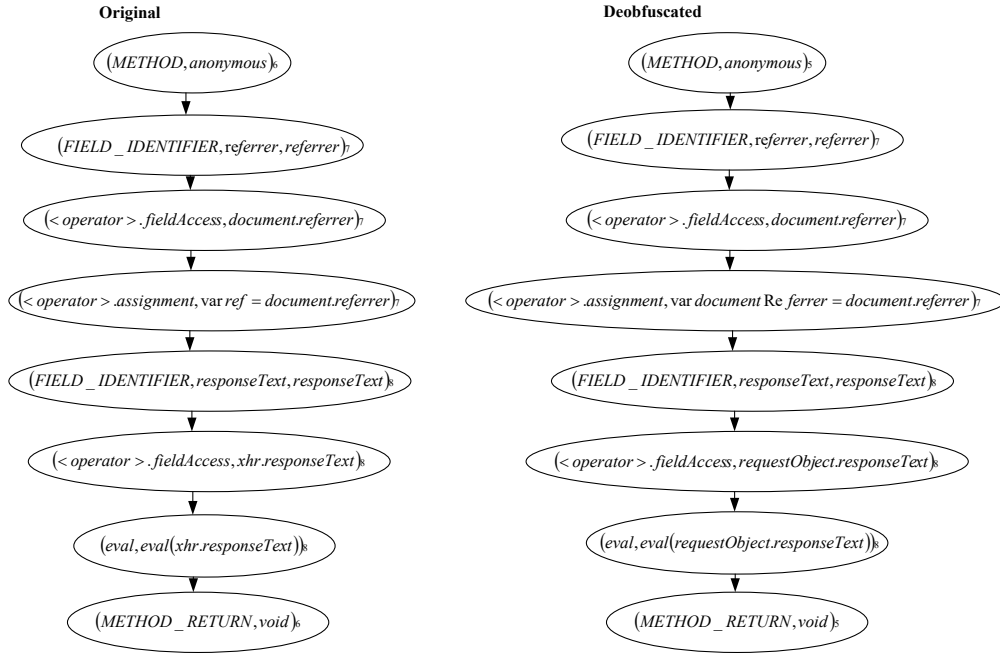 Original
(METHOD,anonymous)6
(FIELD_IDENTIFIER,referrer,referrer)7
(<operator>.fieldAccess,document.referrer)7
(<operator>.assignment,var ref = document.referrer)7
(FIELD_IDENTIFIER,responseText,responseText)8
(<operator>.fieldAccess,xhr.responseText)8
(eval,eval(xhr.responseText))8
(METHOD_RETURN,void)6
Deobfuscated
(METHOD,anonymous)5
(FIELD_IDENTIFIER,referrer,referrer)7
(<operator>.fieldAccess,document.referrer)7
(<operator>.assignment,var document Re ferrer = document.referrer)7
(FIELD_IDENTIFIER,responseText,responseText)8
(<operator>.fieldAccess,requestObject.responseText)8
(eval,eval(requestObject.responseText))8
(METHOD_RETURN,void)5